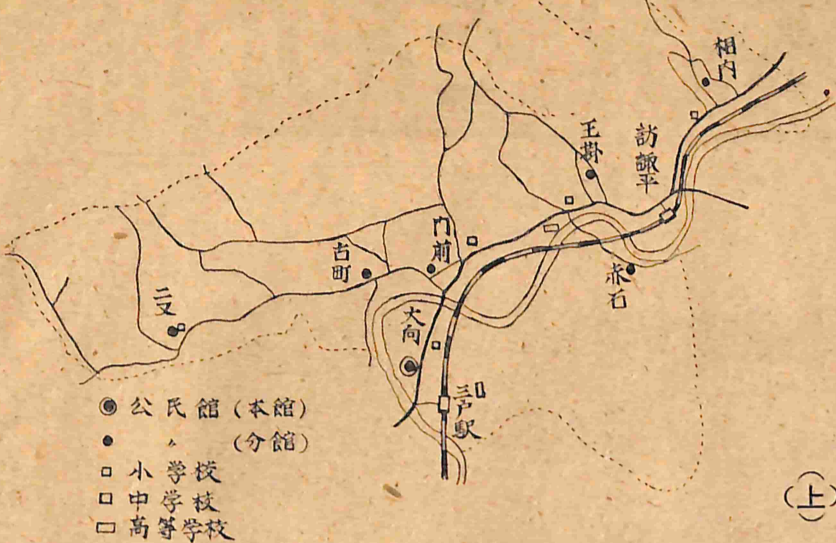 相内
訪諏平
王掛
赤石
門前
古町
二又
大向
三戸駅
◉ 公民館 (本館)
● 〃 (分館)
□ 小学校
□ 中学校
▭ 高等学校
(上)